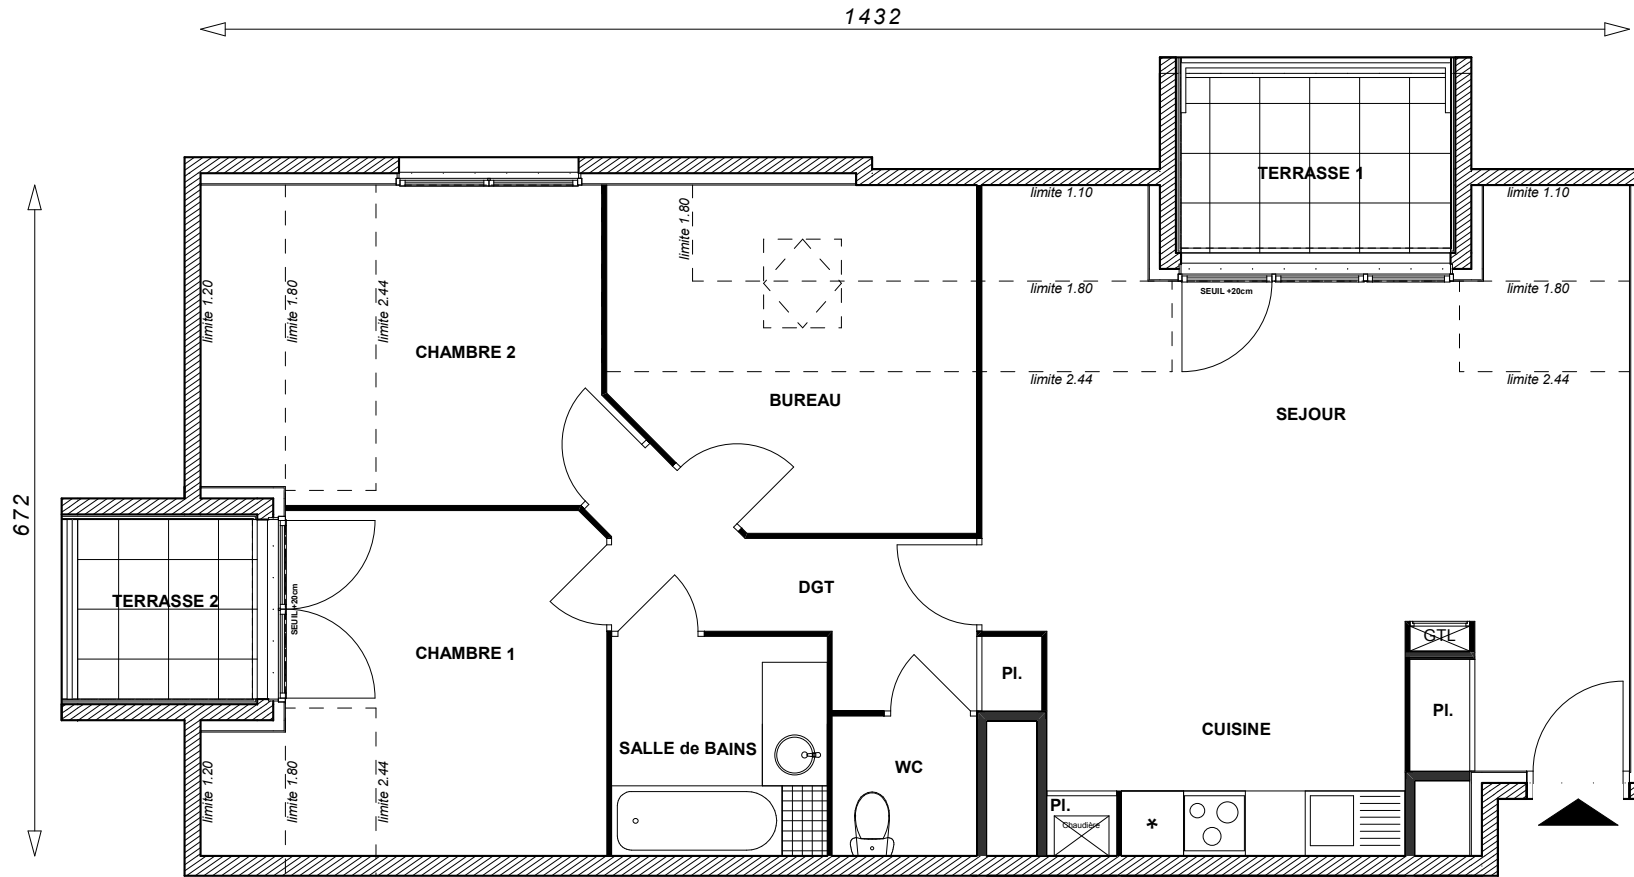 1432
672
TERRASSE 1
limite 1.10
limite 1.10
limite 1.80
limite 1.20
limite 1.80
limite 2.44
limite 1.80
SEUIL +20cm
limite 1.80
CHAMBRE 2
limite 2.44
limite 2.44
BUREAU
SEJOUR
TERRASSE 2
SEUIL +20cm
DGT
GTL
CHAMBRE 1
Pl.
Pl.
CUISINE
SALLE de BAINS
WC
limite 1.20
limite 1.80
limite 2.44
Pl.
Chaudière
*